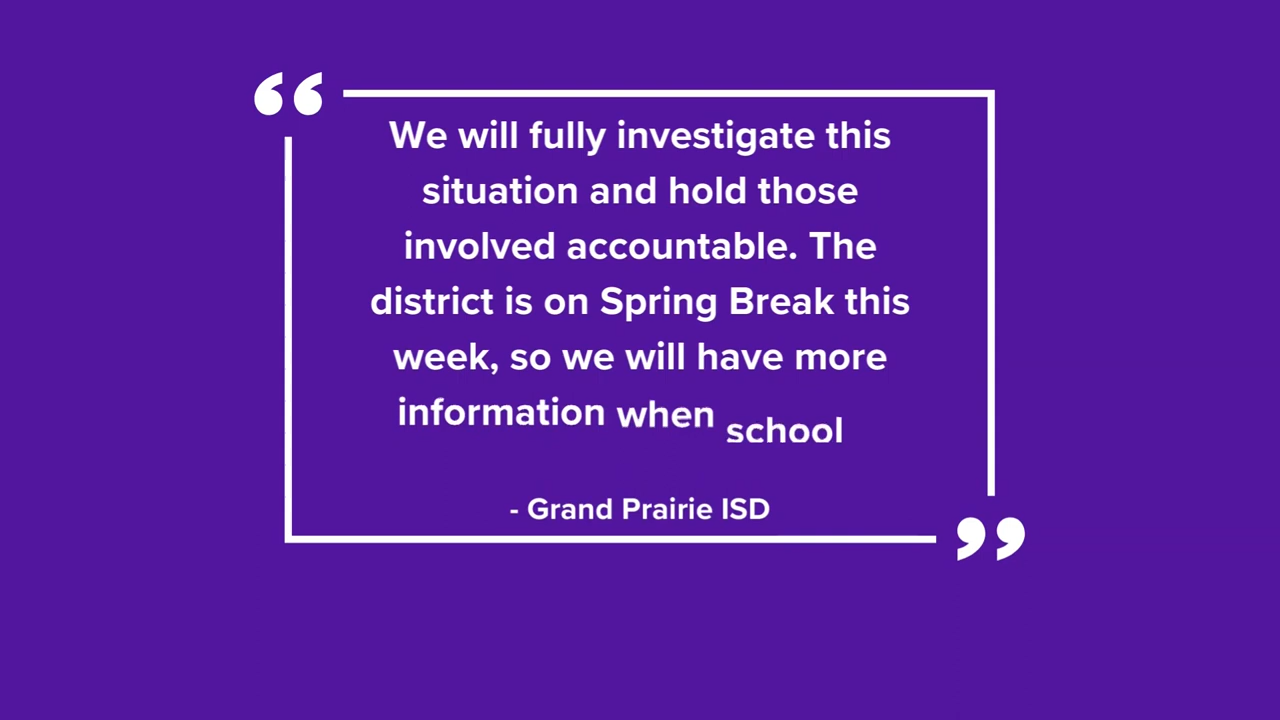 We will fully investigate this
situation and hold those
involved accountable. The
district is on Spring Break this
week, so we will have more
information when school
- Grand Prairie ISD